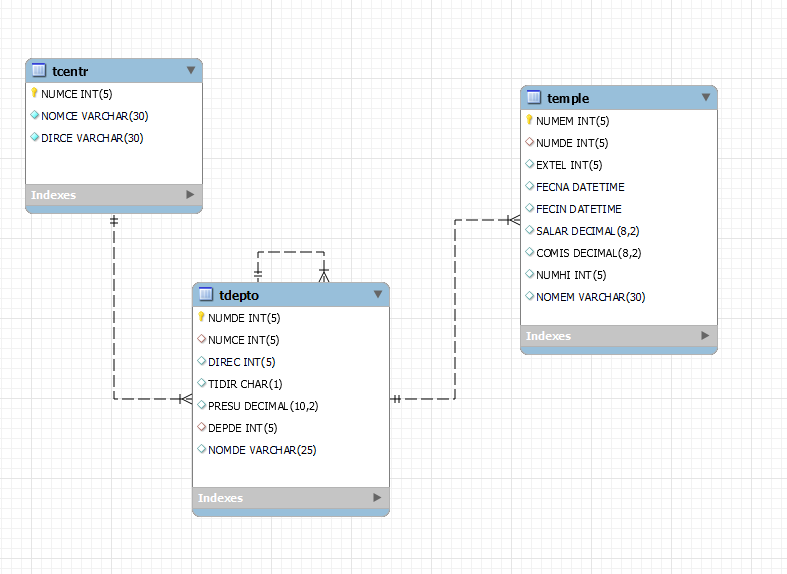 tcentr
NUMCE INT(5)
NOMCE VARCHAR(30)
DIRCE VARCHAR(30)
Indexes
tdepto
NUMDE INT(5)
NUMCE INT(5)
DIREC INT(5)
TIDIR CHAR(1)
PRESU DECIMAL(10,2)
DEPDE INT(5)
NOMDE VARCHAR(25)
Indexes
temple
NUMEM INT(5)
NUMDE INT(5)
EXTEL INT(5)
FECNA DATETIME
FECIN DATETIME
SALAR DECIMAL(8,2)
COMIS DECIMAL(8,2)
NUMHI INT(5)
NOMEM VARCHAR(30)
Indexes